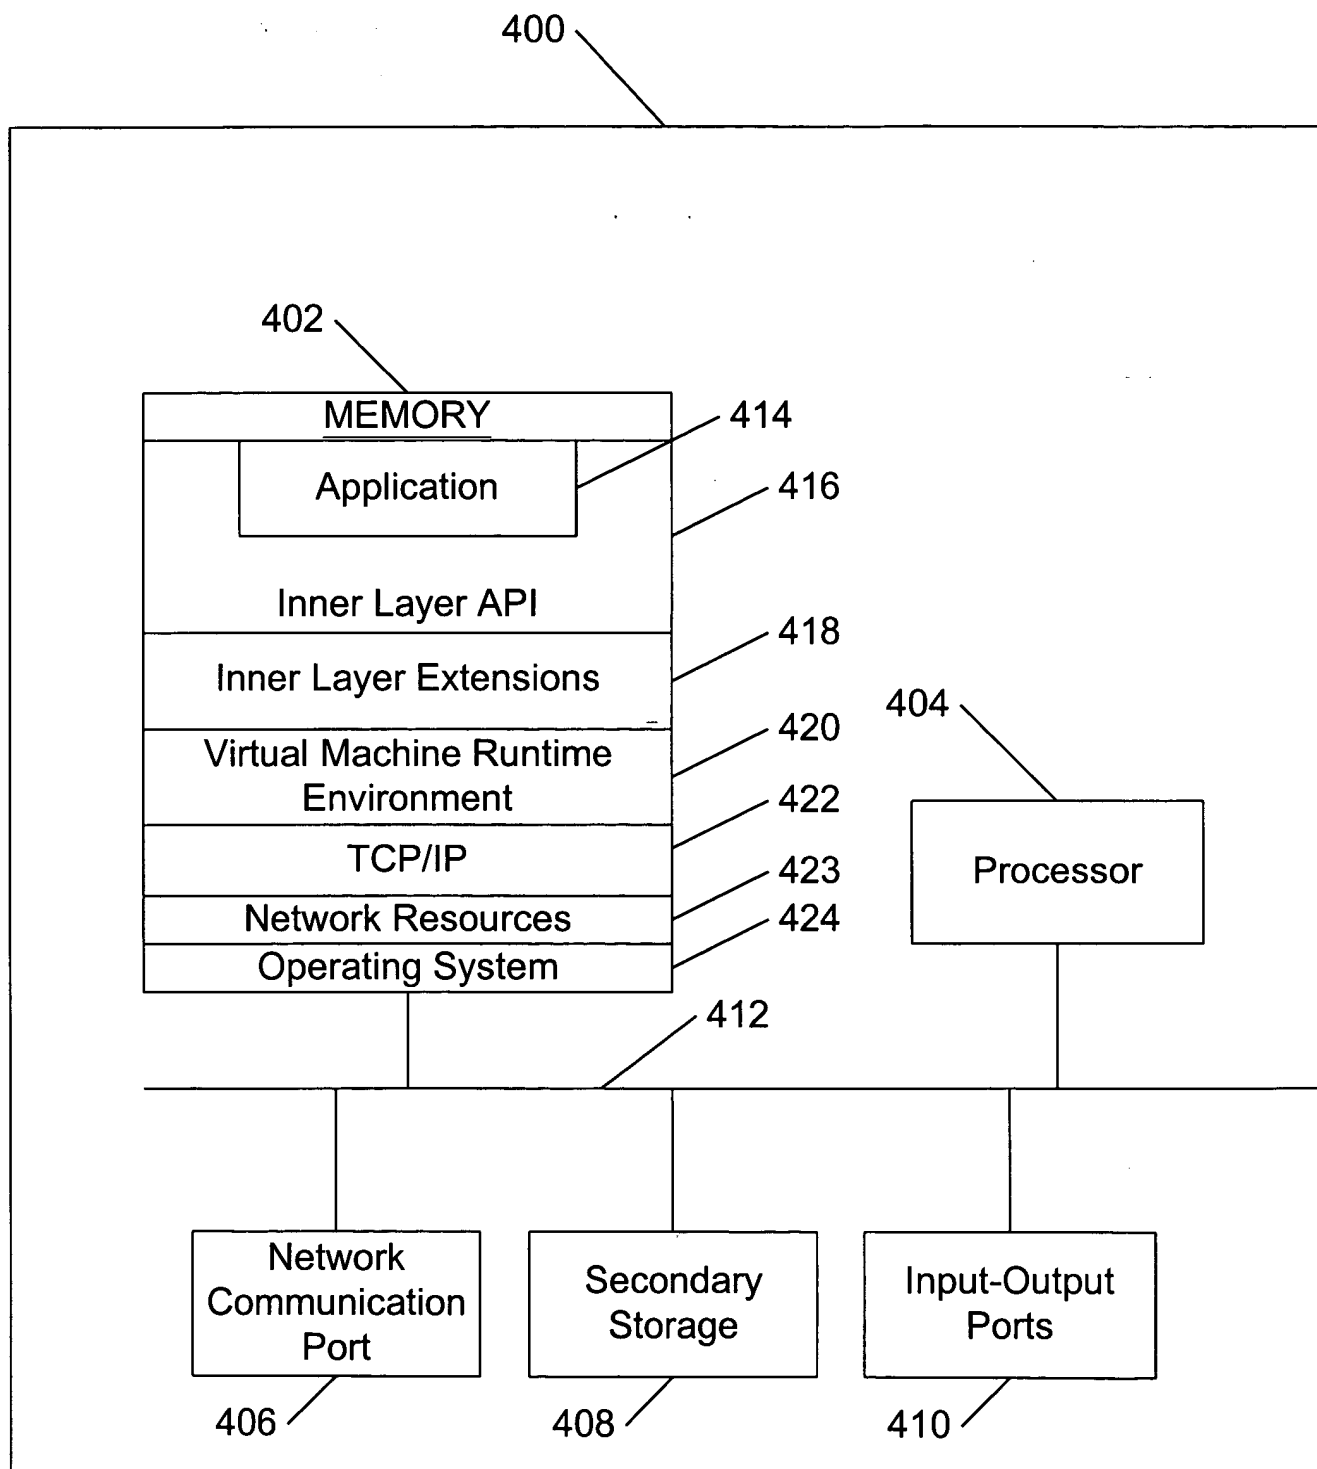 400
402
MEMORY
414
Application
416
Inner Layer API
418
Inner Layer Extensions
404
420
Virtual Machine Runtime
Environment
422
TCP/IP
Processor
423
Network Resources
424
Operating System
412
Network
Communication
Port
Secondary
Storage
Input-Output
Ports
406
408
410